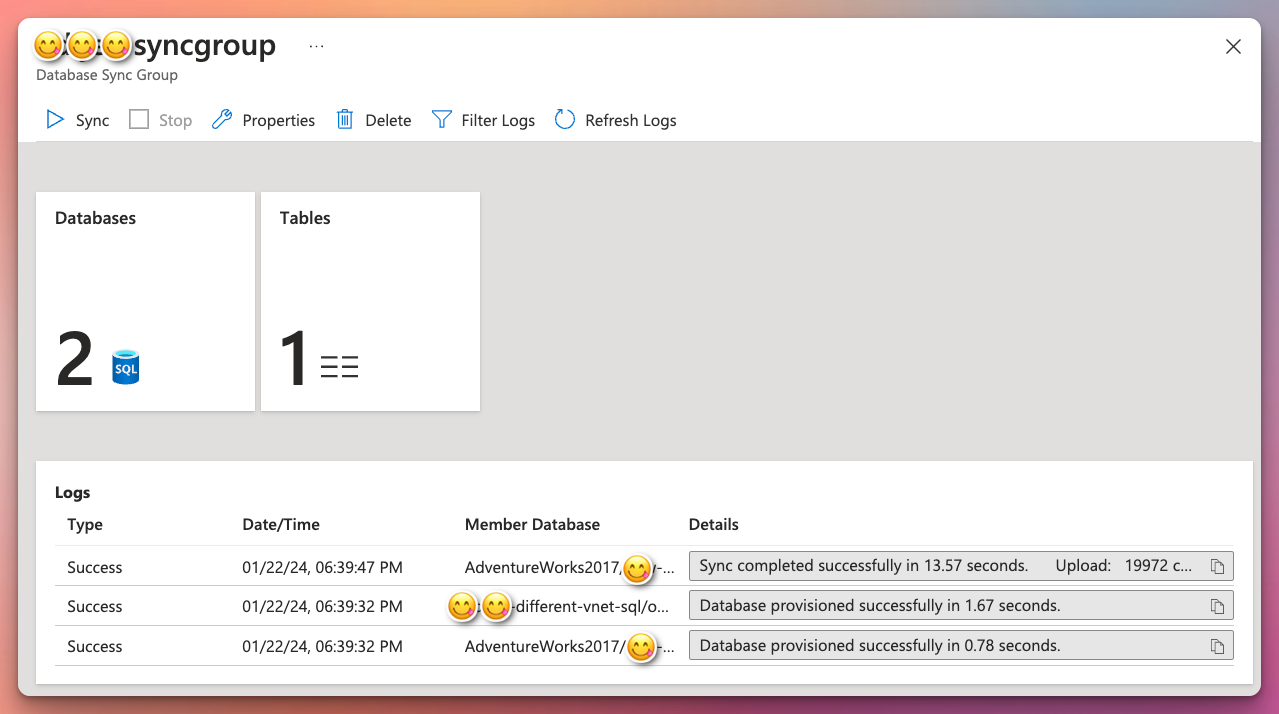 syncgroup ...
Database Sync Group
Sync Stop Properties Delete Filter Logs Refresh Logs
Databases
2 SQL
Tables
1
Logs
Type Date/Time Member Database Details
Success 01/22/24, 06:39:47 PM AdventureWorks2017/ -... Sync completed successfully in 13.57 seconds. Upload: 19972 c...
Success 01/22/24, 06:39:32 PM -different-vnet-sql/o... Database provisioned successfully in 1.67 seconds.
Success 01/22/24, 06:39:32 PM AdventureWorks2017/ -... Database provisioned successfully in 0.78 seconds.